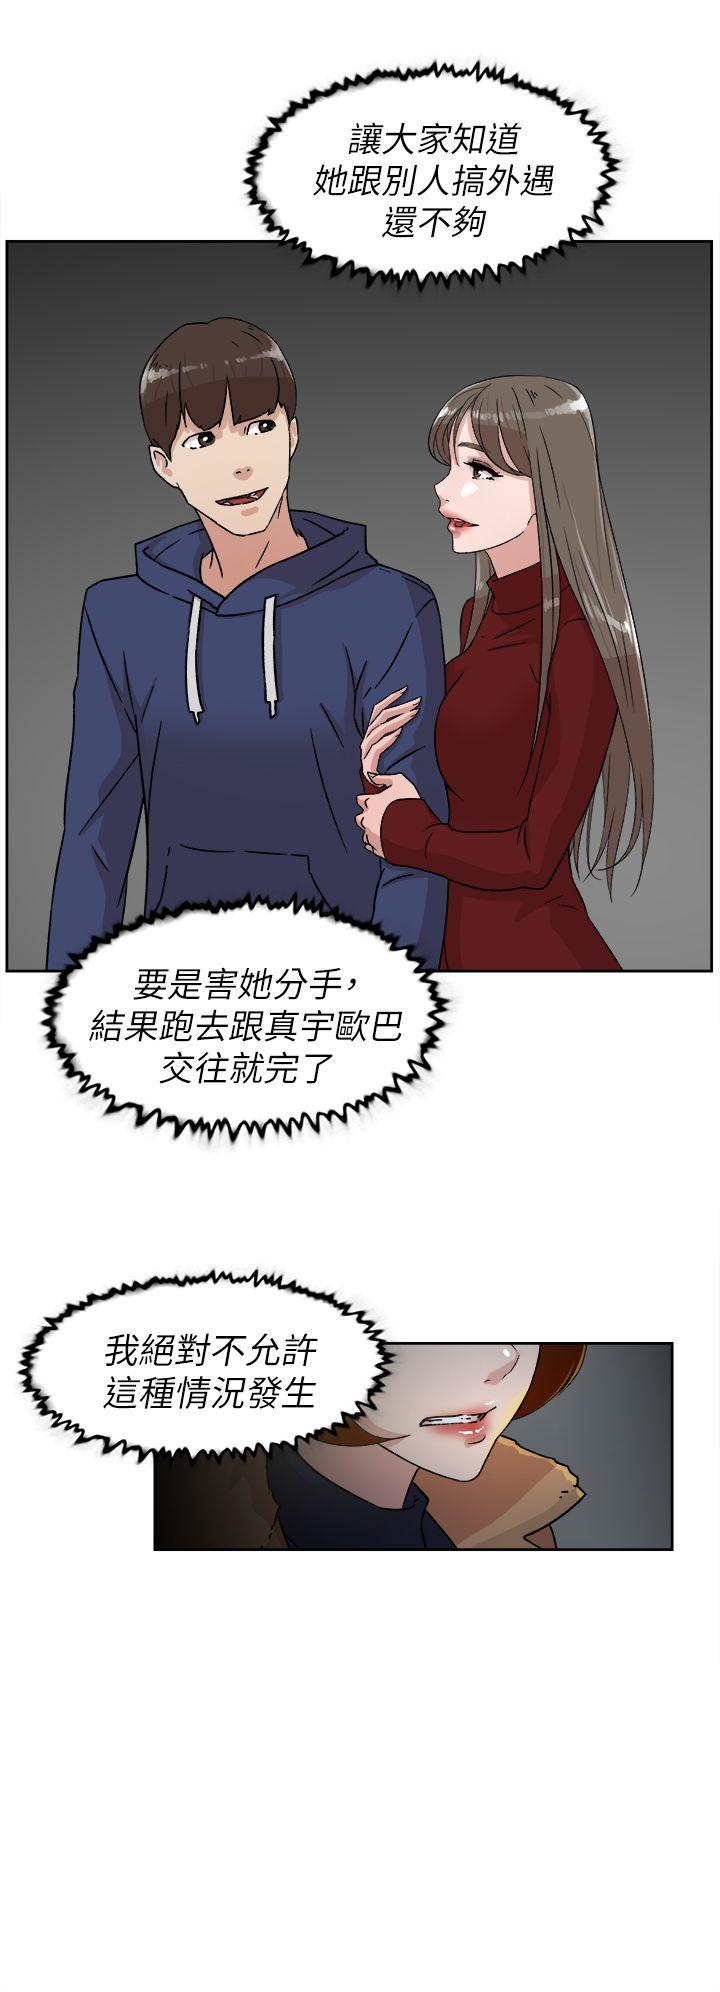 讓大家知道
她跟別人搞外遇
還不夠
要是害她分手，
結果跑去跟真宇歐巴
交往就完了
我絕對不允許
這種情況發生